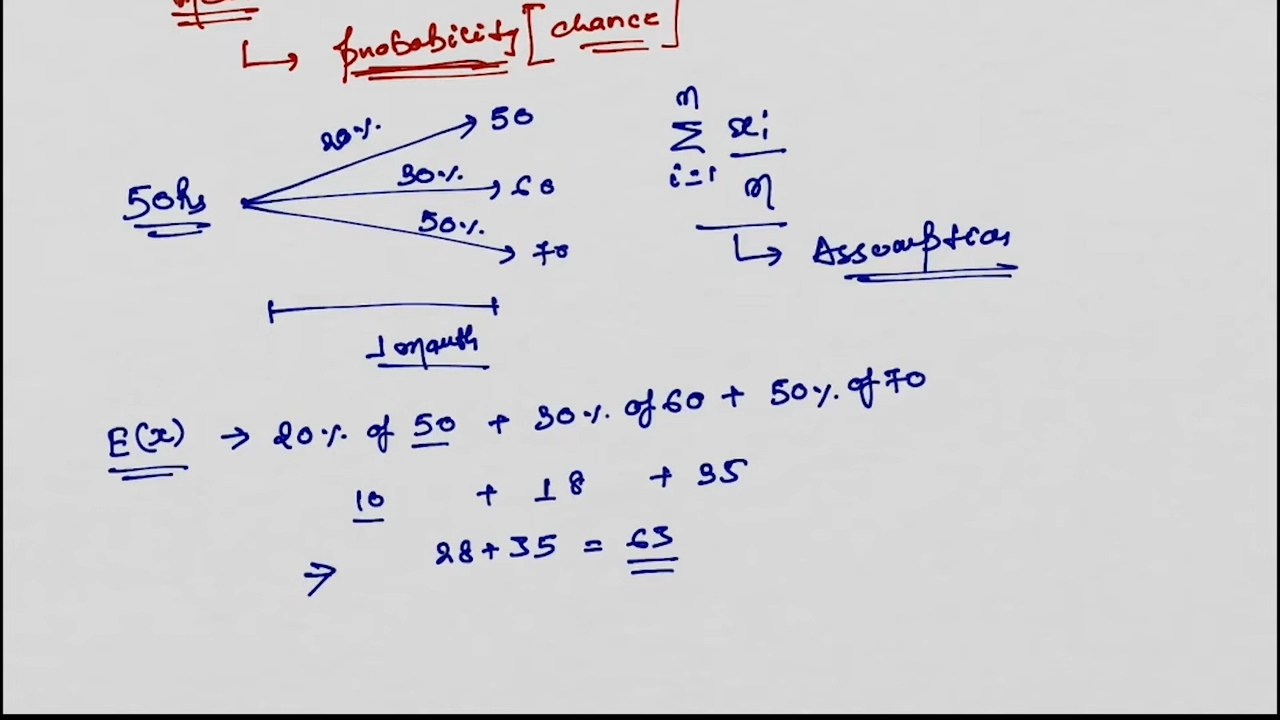 ↳ probability [chance]
20% 50
50Rs 30% 60
50% 70
n
∑ xi
i=1 n
↳ Assumption
1 month
E(x) → 20% of 50 + 30% of 60 + 50% of 70
10 + 18 + 35
⇒ 28 + 35 = 63